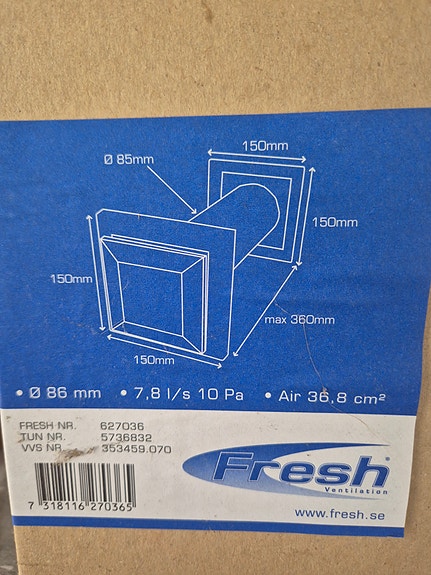 150mm
Ø 85mm
150mm
150mm
max 360mm
150mm
• Ø 86 mm • 7,8 l/s 10 Pa • Air 36,8 cm²
FRESH NR. 627036
TUN NR. 5736832
VVS NR 353459.070
Fresh
Ventilation
7 318116 270365
www.fresh.se